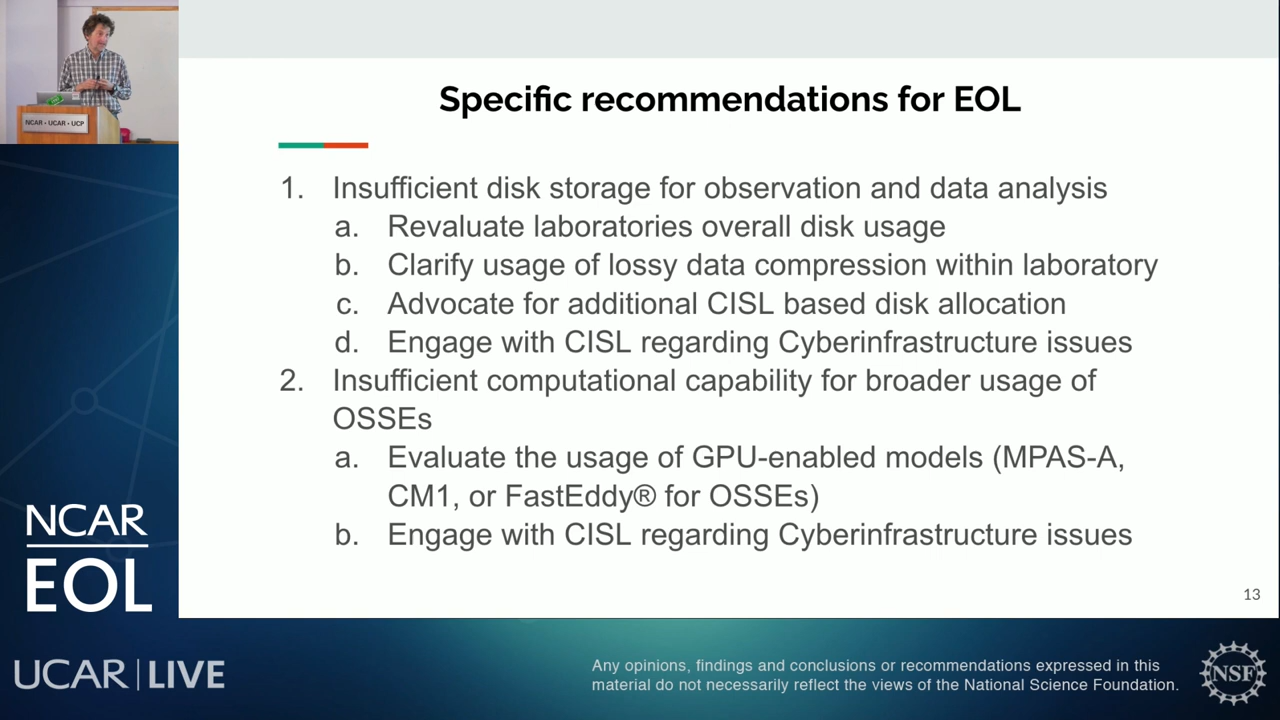 NCAR • UCAR • UCP
Specific recommendations for EOL
1. Insufficient disk storage for observation and data analysis
a. Revaluate laboratories overall disk usage
b. Clarify usage of lossy data compression within laboratory
c. Advocate for additional CISL based disk allocation
d. Engage with CISL regarding Cyberinfrastructure issues
2. Insufficient computational capability for broader usage of
OSSEs
a. Evaluate the usage of GPU-enabled models (MPAS-A,
CM1, or FastEddy® for OSSEs)
b. Engage with CISL regarding Cyberinfrastructure issues
13
NCAR
EOL
UCAR | LIVE
Any opinions, findings and conclusions or recommendations expressed in this
material do not necessarily reflect the views of the National Science Foundation.
NSF